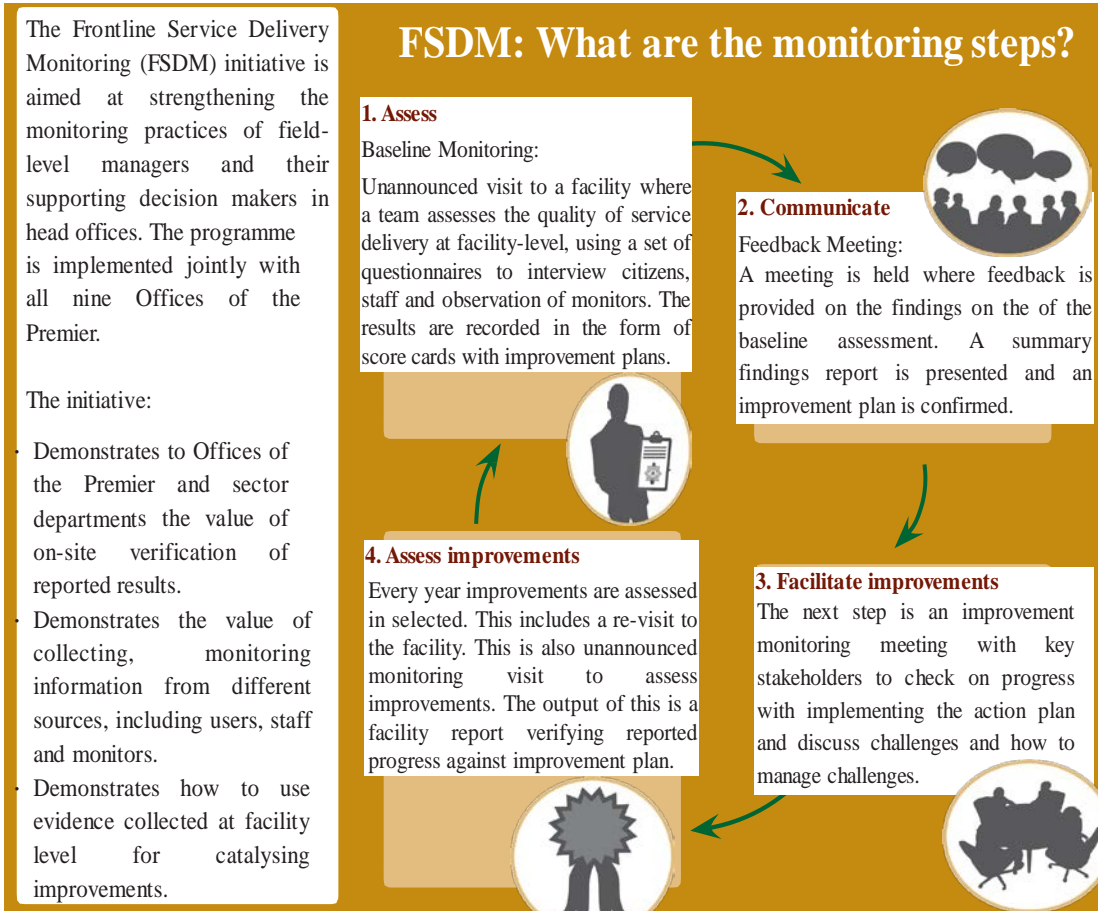 The Frontline Service Delivery
Monitoring (FSDM) initiative is
aimed at strengthening the
monitoring practices of field-
level managers and their
supporting decision makers in
head offices. The programme
is implemented jointly with
all nine Offices of the
Premier.
The initiative:
· Demonstrates to Offices of
the Premier and sector
departments the value of
on-site verification of
reported results.
· Demonstrates the value of
collecting, monitoring
information from different
sources, including users, staff
and monitors.
· Demonstrates how to use
evidence collected at facility
level for catalysing
improvements.
FSDM: What are the monitoring steps?
1. Assess
Baseline Monitoring:
Unannounced visit to a facility where
a team assesses the quality of service
delivery at facility-level, using a set of
questionnaires to interview citizens,
staff and observation of monitors. The
results are recorded in the form of
score cards with improvement plans.
2. Communicate
Feedback Meeting:
A meeting is held where feedback is
provided on the findings on the of the
baseline assessment. A summary
findings report is presented and an
improvement plan is confirmed.
3. Facilitate improvements
The next step is an improvement
monitoring meeting with key
stakeholders to check on progress
with implementing the action plan
and discuss challenges and how to
manage challenges.
4. Assess improvements
Every year improvements are assessed
in selected. This includes a re-visit to
the facility. This is also unannounced
monitoring visit to assess
improvements. The output of this is a
facility report verifying reported
progress against improvement plan.